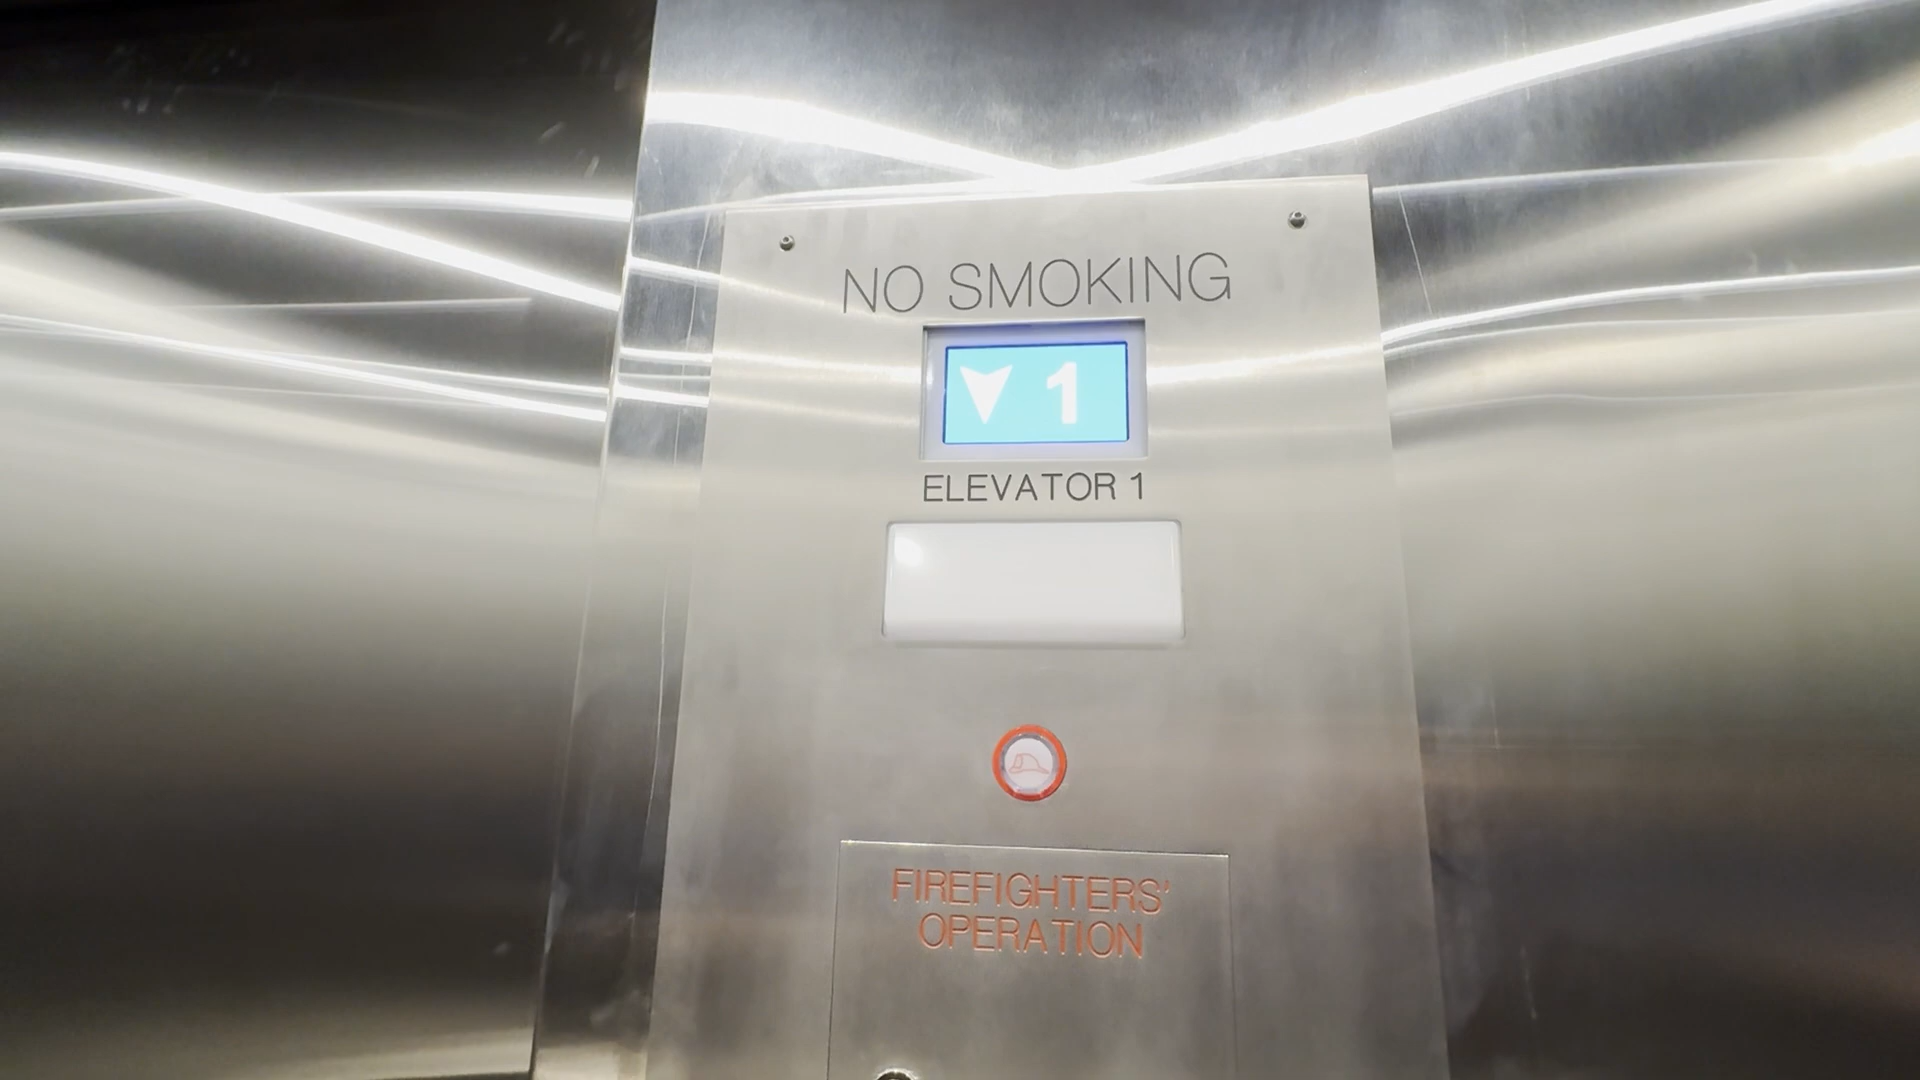 NO SMOKING
1
ELEVATOR 1
FIREFIGHTERS'
OPERATION